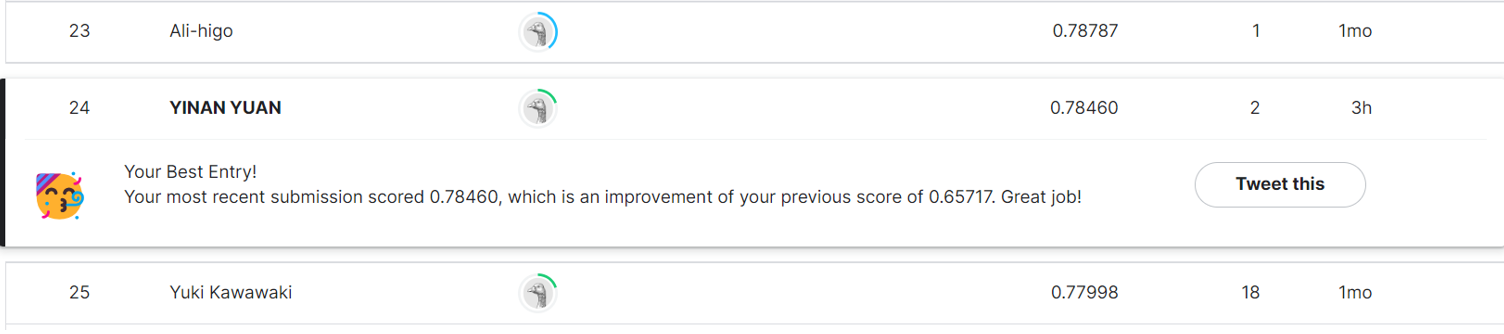 23 Ali-higo 0.78787 1 1mo
24 YINAN YUAN 0.78460 2 3h
Your Best Entry!
Your most recent submission scored 0.78460, which is an improvement of your previous score of 0.65717. Great job!
Tweet this
25 Yuki Kawawaki 0.77998 18 1mo